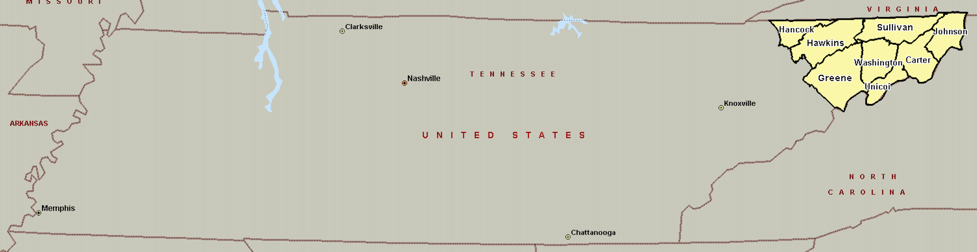 MISSOURI
VIRGINIA
Clarksville
Hancock
Sullivan
Johnson
Hawkins
Washington
Carter
Nashville
TENNESSEE
Greene
Unicoi
Knoxville
ARKANSAS
UNITED STATES
NORTH
CAROLINA
Memphis
Chattanooga